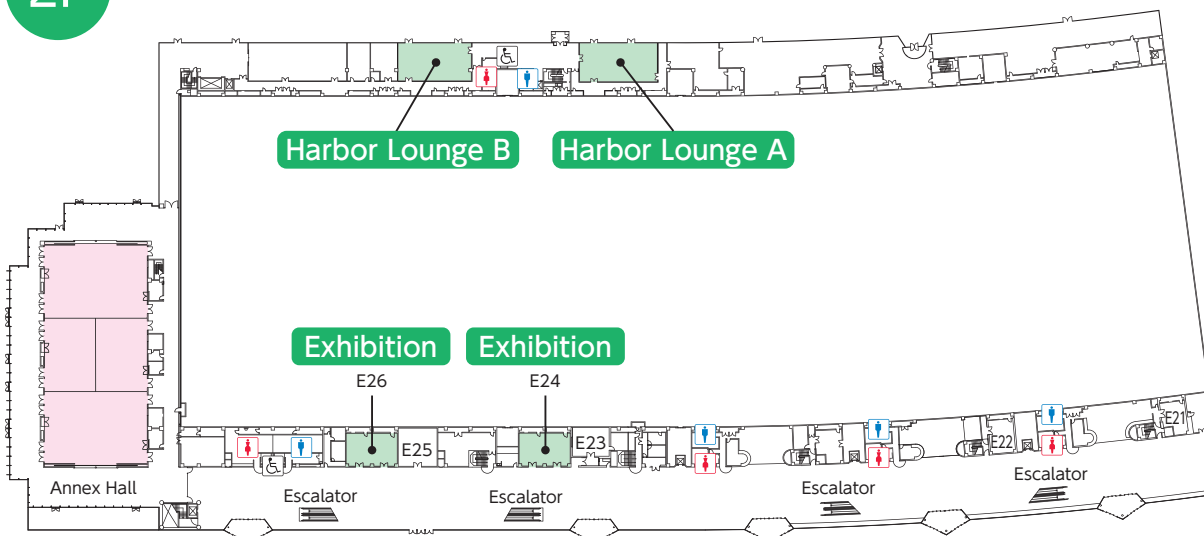 2F
Harbor Lounge B
Harbor Lounge A
Exhibition
E26
Exhibition
E24
E25
E23
E22
E21
Annex Hall
Escalator
Escalator
Escalator
Escalator